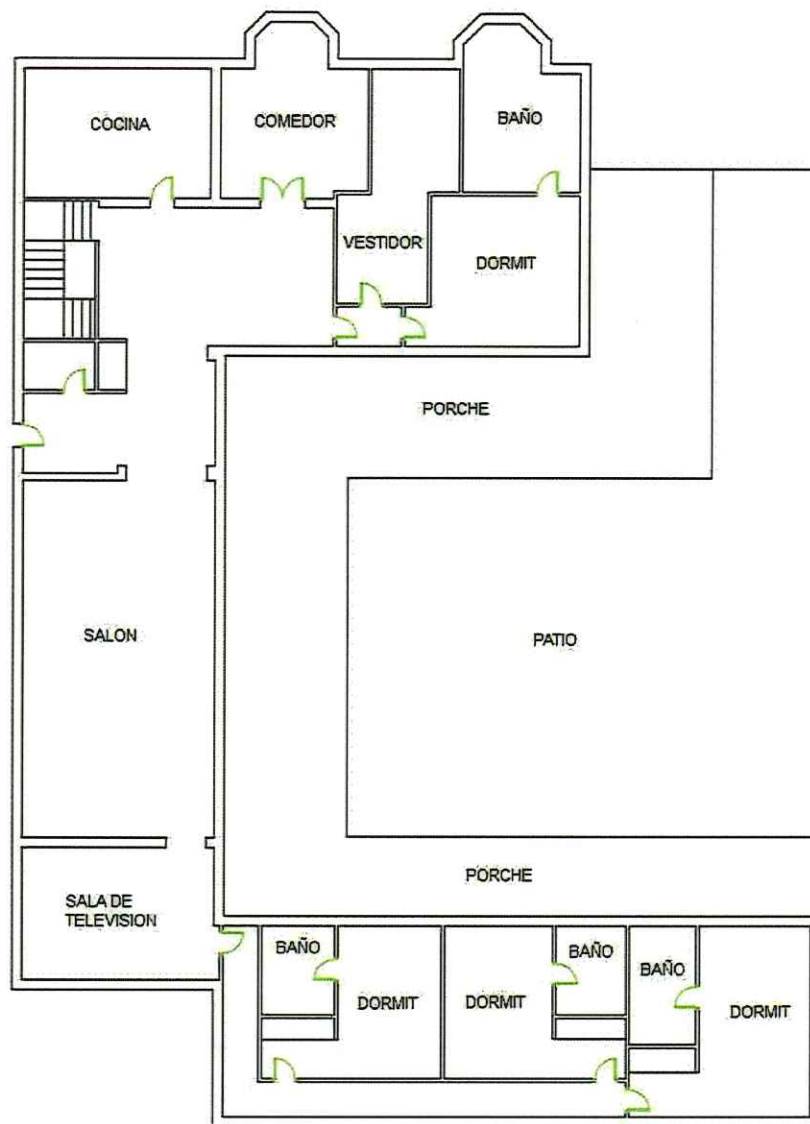 COCINA
COMEDOR
BAÑO
VESTIDOR
DORMIT
PORCHE
SALON
PATIO
PORCHE
SALA DE
TELEVISION
BAÑO
BAÑO
BAÑO
DORMIT
DORMIT
DORMIT